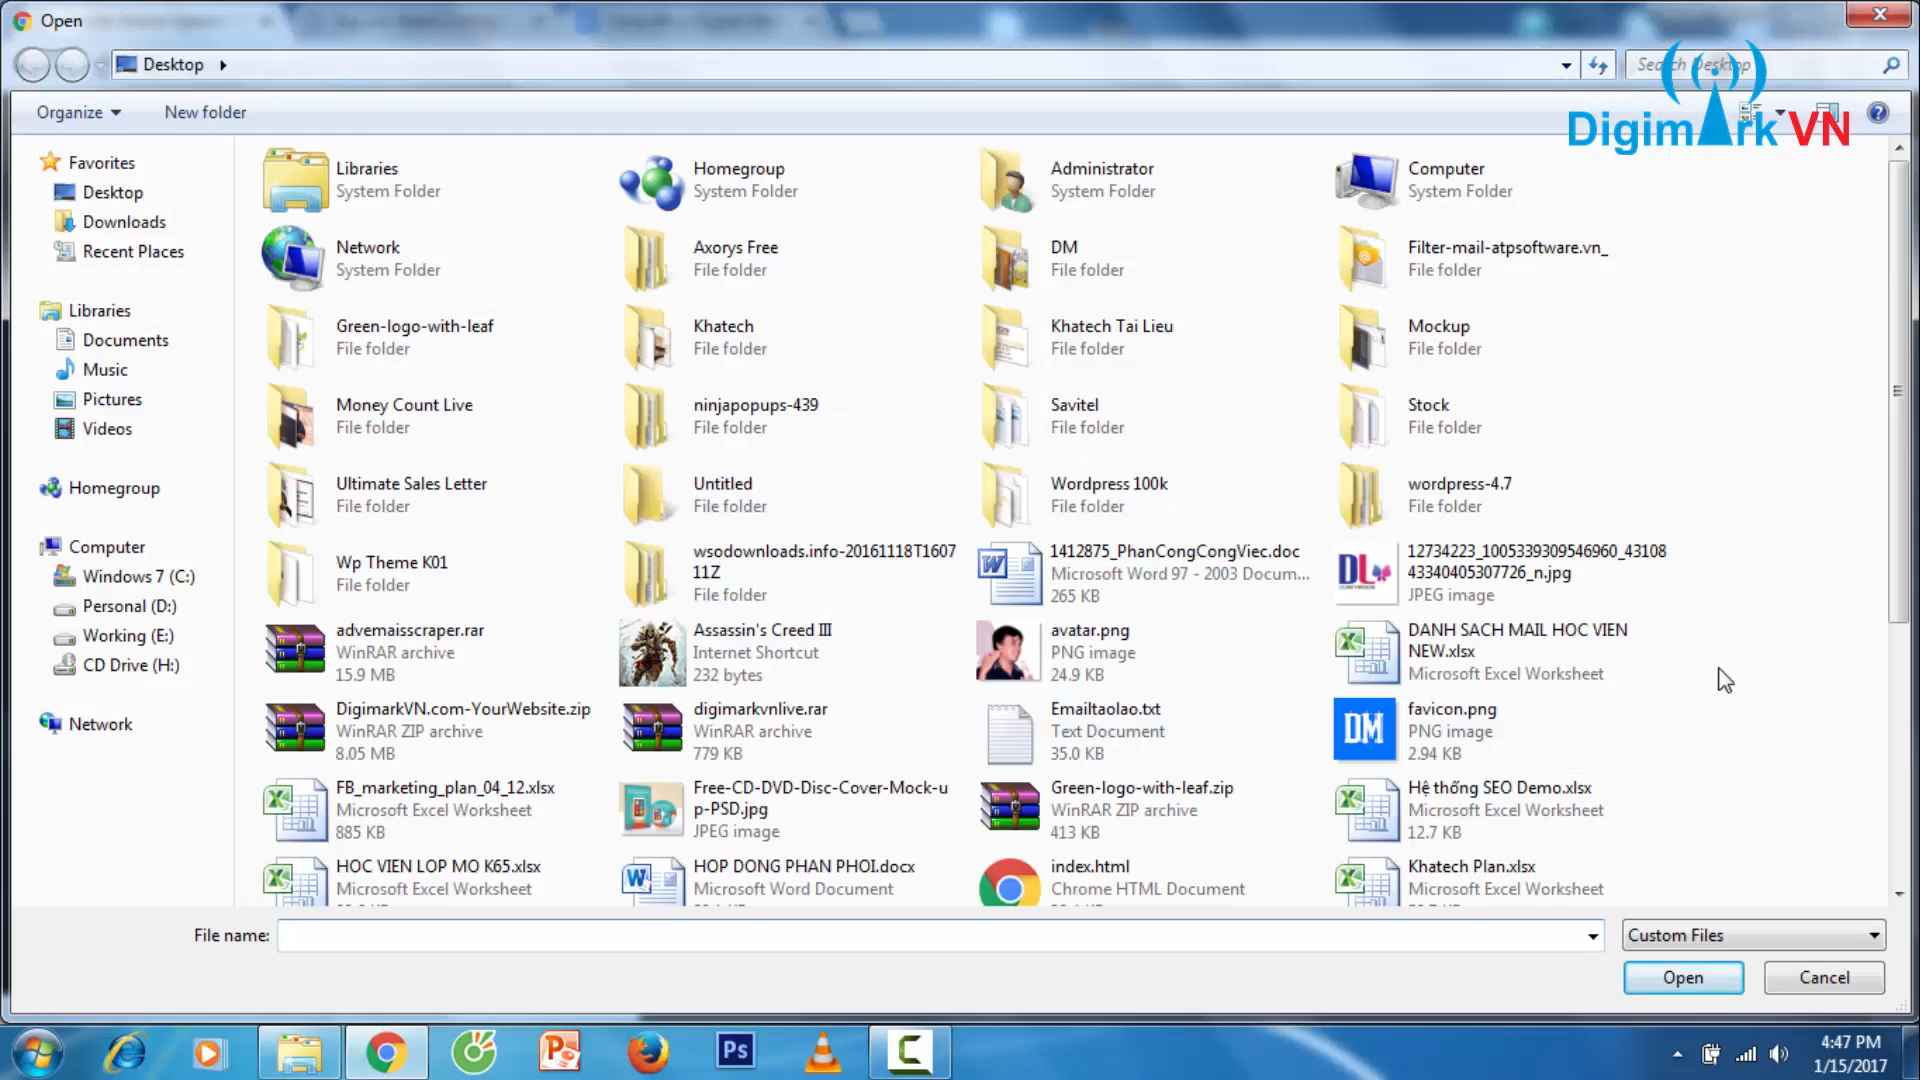 Open
Desktop
Search Desktop
Organize
New folder
DigimArk VN
Favorites
Desktop
Downloads
Recent Places
Libraries
Documents
Music
Pictures
Videos
Homegroup
Computer
Windows 7 (C:)
Personal (D:)
Working (E:)
CD Drive (H:)
Network
Libraries
System Folder
Homegroup
System Folder
Administrator
System Folder
Computer
System Folder
Network
System Folder
Axorys Free
File folder
DM
File folder
Filter-mail-atpsoftware.vn_
File folder
Green-logo-with-leaf
File folder
Khatech
File folder
Khatech Tai Lieu
File folder
Mockup
File folder
Money Count Live
File folder
ninjapopups-439
File folder
Savitel
File folder
Stock
File folder
Ultimate Sales Letter
File folder
Untitled
File folder
Wordpress 100k
File folder
wordpress-4.7
File folder
Wp Theme K01
File folder
wsodownloads.info-20161118T1607
11Z
File folder
1412875_PhanCongCongViec.doc
Microsoft Word 97 - 2003 Docum...
265 KB
DL
12734223_1005339309546960_43108
43340405307726_n.jpg
JPEG image
advemaisscraper.rar
WinRAR archive
15.9 MB
Assassin's Creed III
Internet Shortcut
232 bytes
avatar.png
PNG image
24.9 KB
DANH SACH MAIL HOC VIEN
NEW.xlsx
Microsoft Excel Worksheet
DigimarkVN.com-YourWebsite.zip
WinRAR ZIP archive
8.05 MB
digimarkvnlive.rar
WinRAR archive
779 KB
Emailtaolao.txt
Text Document
35.0 KB
DM
favicon.png
PNG image
2.94 KB
FB_marketing_plan_04_12.xlsx
Microsoft Excel Worksheet
885 KB
Free-CD-DVD-Disc-Cover-Mock-u
p-PSD.jpg
JPEG image
Green-logo-with-leaf.zip
WinRAR ZIP archive
413 KB
Hệ thống SEO Demo.xlsx
Microsoft Excel Worksheet
12.7 KB
HOC VIEN LOP MO K65.xlsx
Microsoft Excel Worksheet
HOP DONG PHAN PHOI.docx
Microsoft Word Document
index.html
Chrome HTML Document
Khatech Plan.xlsx
Microsoft Excel Worksheet
File name:
Custom Files
Open
Cancel
Ps
4:47 PM
1/15/2017